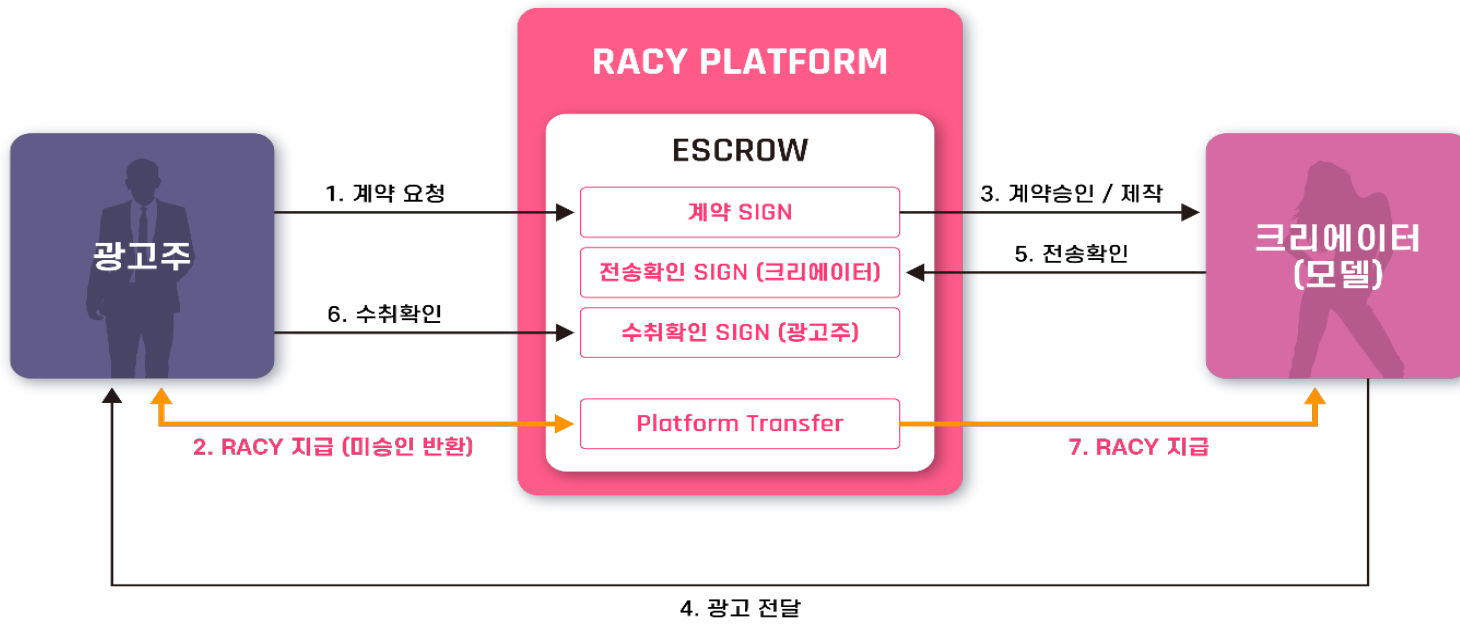 RACY PLATFORM
ESCROW
광고주
1. 계약 요청
계약 SIGN
3. 계약승인 / 제작
크리에이터
(모델)
전송확인 SIGN (크리에이터)
5. 전송확인
6. 수취확인
수취확인 SIGN (광고주)
Platform Transfer
2. RACY 지급 (미승인 반환)
7. RACY 지급
4. 광고 전달